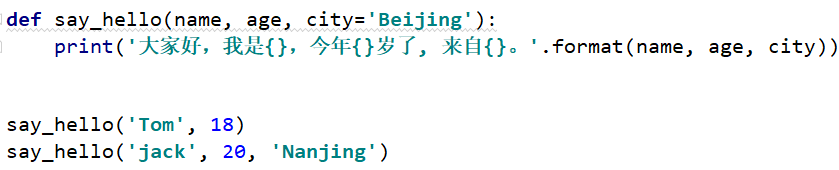 def say_hello(name, age, city='Beijing'):
    print('大家好，我是{}，今年{}岁了, 来自{}。'.format(name, age, city))
say_hello('Tom', 18)
say_hello('jack', 20, 'Nanjing')